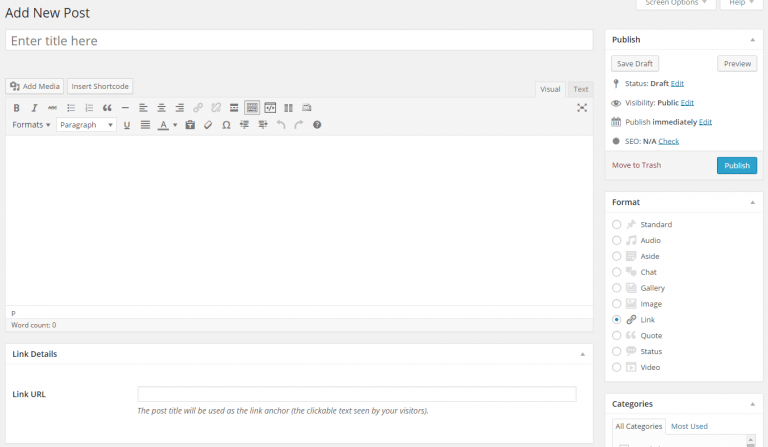 Screen Options ▼ Help ▼
Add New Post
Enter title here
Add Media Insert Shortcode
Visual Text
B I ABC
Formats Paragraph U A Ω
P
Word count: 0
Link Details
Link URL
The post title will be used as the link anchor (the clickable text seen by your visitors).
Publish
Save Draft Preview
Status: Draft Edit
Visibility: Public Edit
Publish immediately Edit
SEO: N/A Check
Move to Trash Publish
Format
Standard
Audio
Aside
Chat
Gallery
Image
Link
Quote
Status
Video
Categories
All Categories Most Used